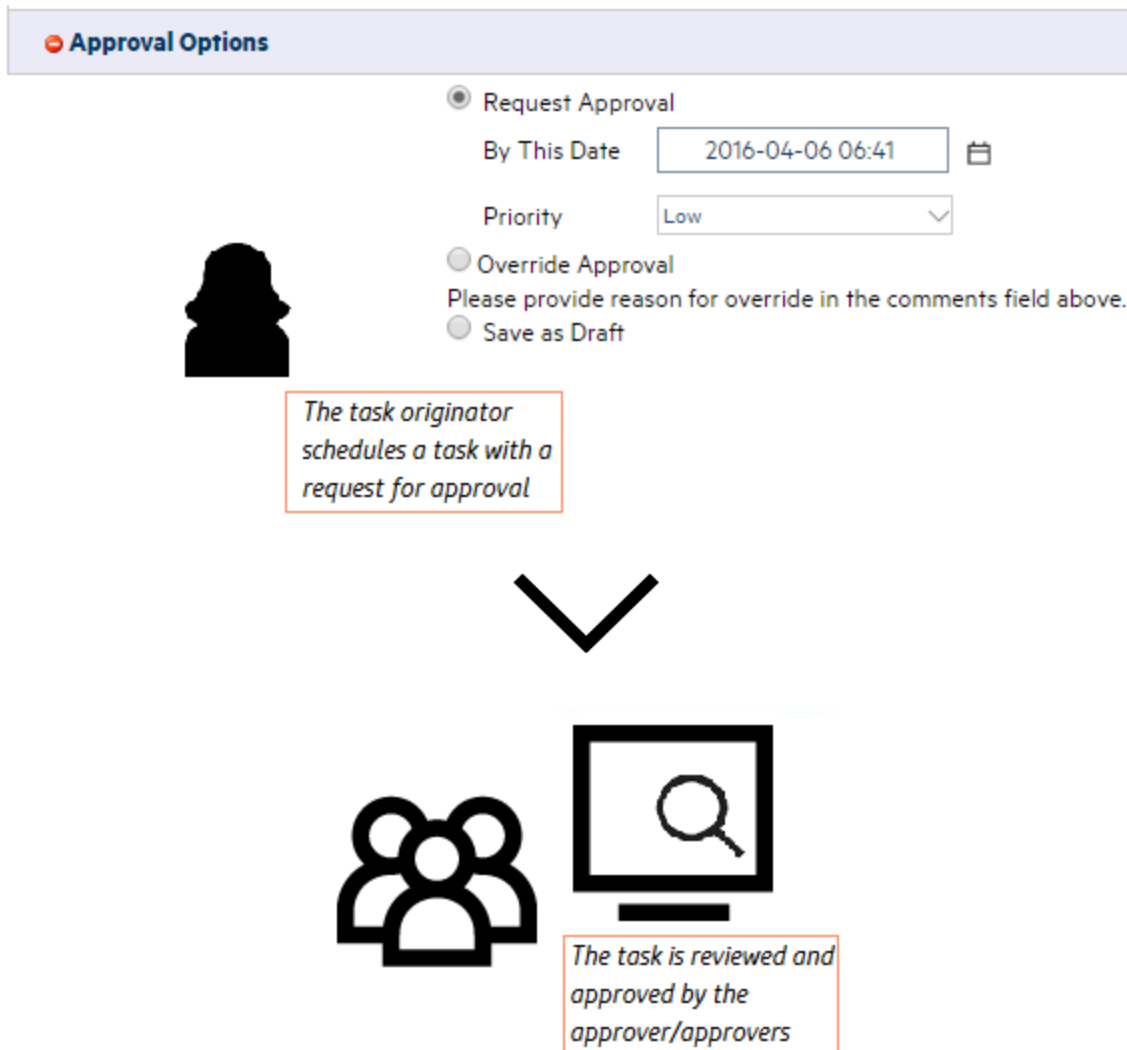 Approval Options
Request Approval
By This Date 2016-04-06 06:41
Priority Low
Override Approval
Please provide reason for override in the comments field above.
Save as Draft
The task originator
schedules a task with a
request for approval
The task is reviewed and
approved by the
approver/approvers